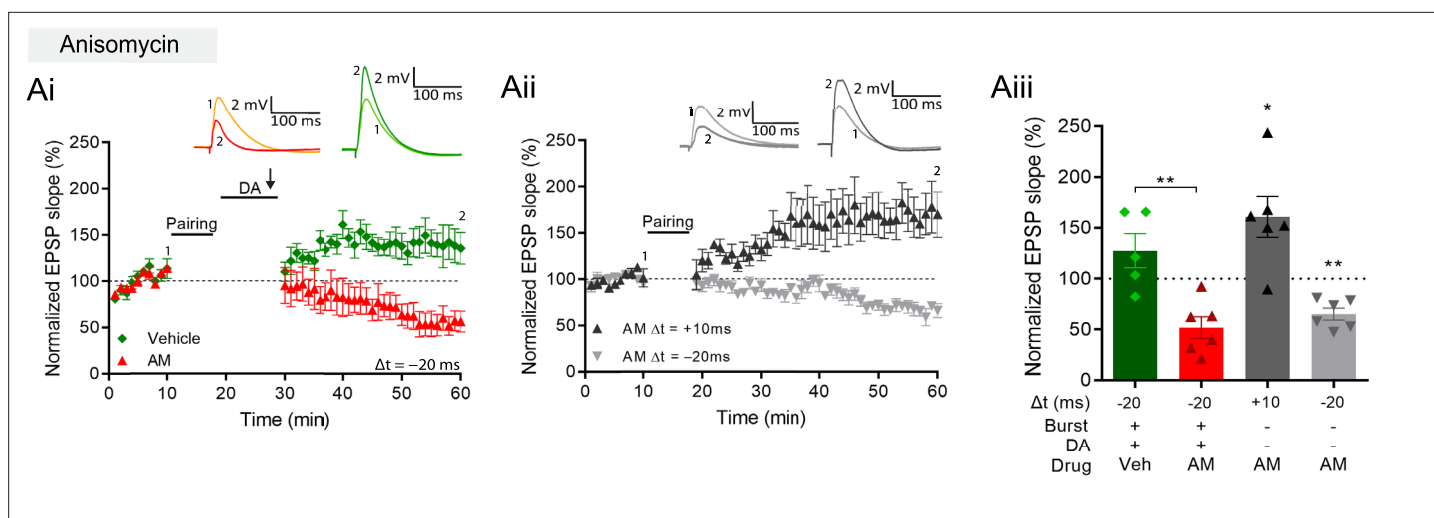 Anisomycin
Ai
1
2 mV
100 ms
2
2
2 mV
100 ms
1
250
200
150
100
50
0
Normalized EPSP slope (%)
DA
Pairing
1
2
Vehicle
AM
Δt = −20 ms
0 10 20 30 40 50 60
Time (min)
Aii
1
2 mV
100 ms
2
2
2 mV
100 ms
1
250
200
150
100
50
0
Normalized EPSP slope (%)
Pairing
1
2
AM Δt = +10ms
AM Δt = −20ms
0 10 20 30 40 50 60
Time (min)
Aiii
250
200
150
100
50
0
Normalized EPSP slope (%)
**
*
**
Δt (ms) -20 -20 +10 -20
Burst + + - -
DA + + - -
Drug Veh AM AM AM